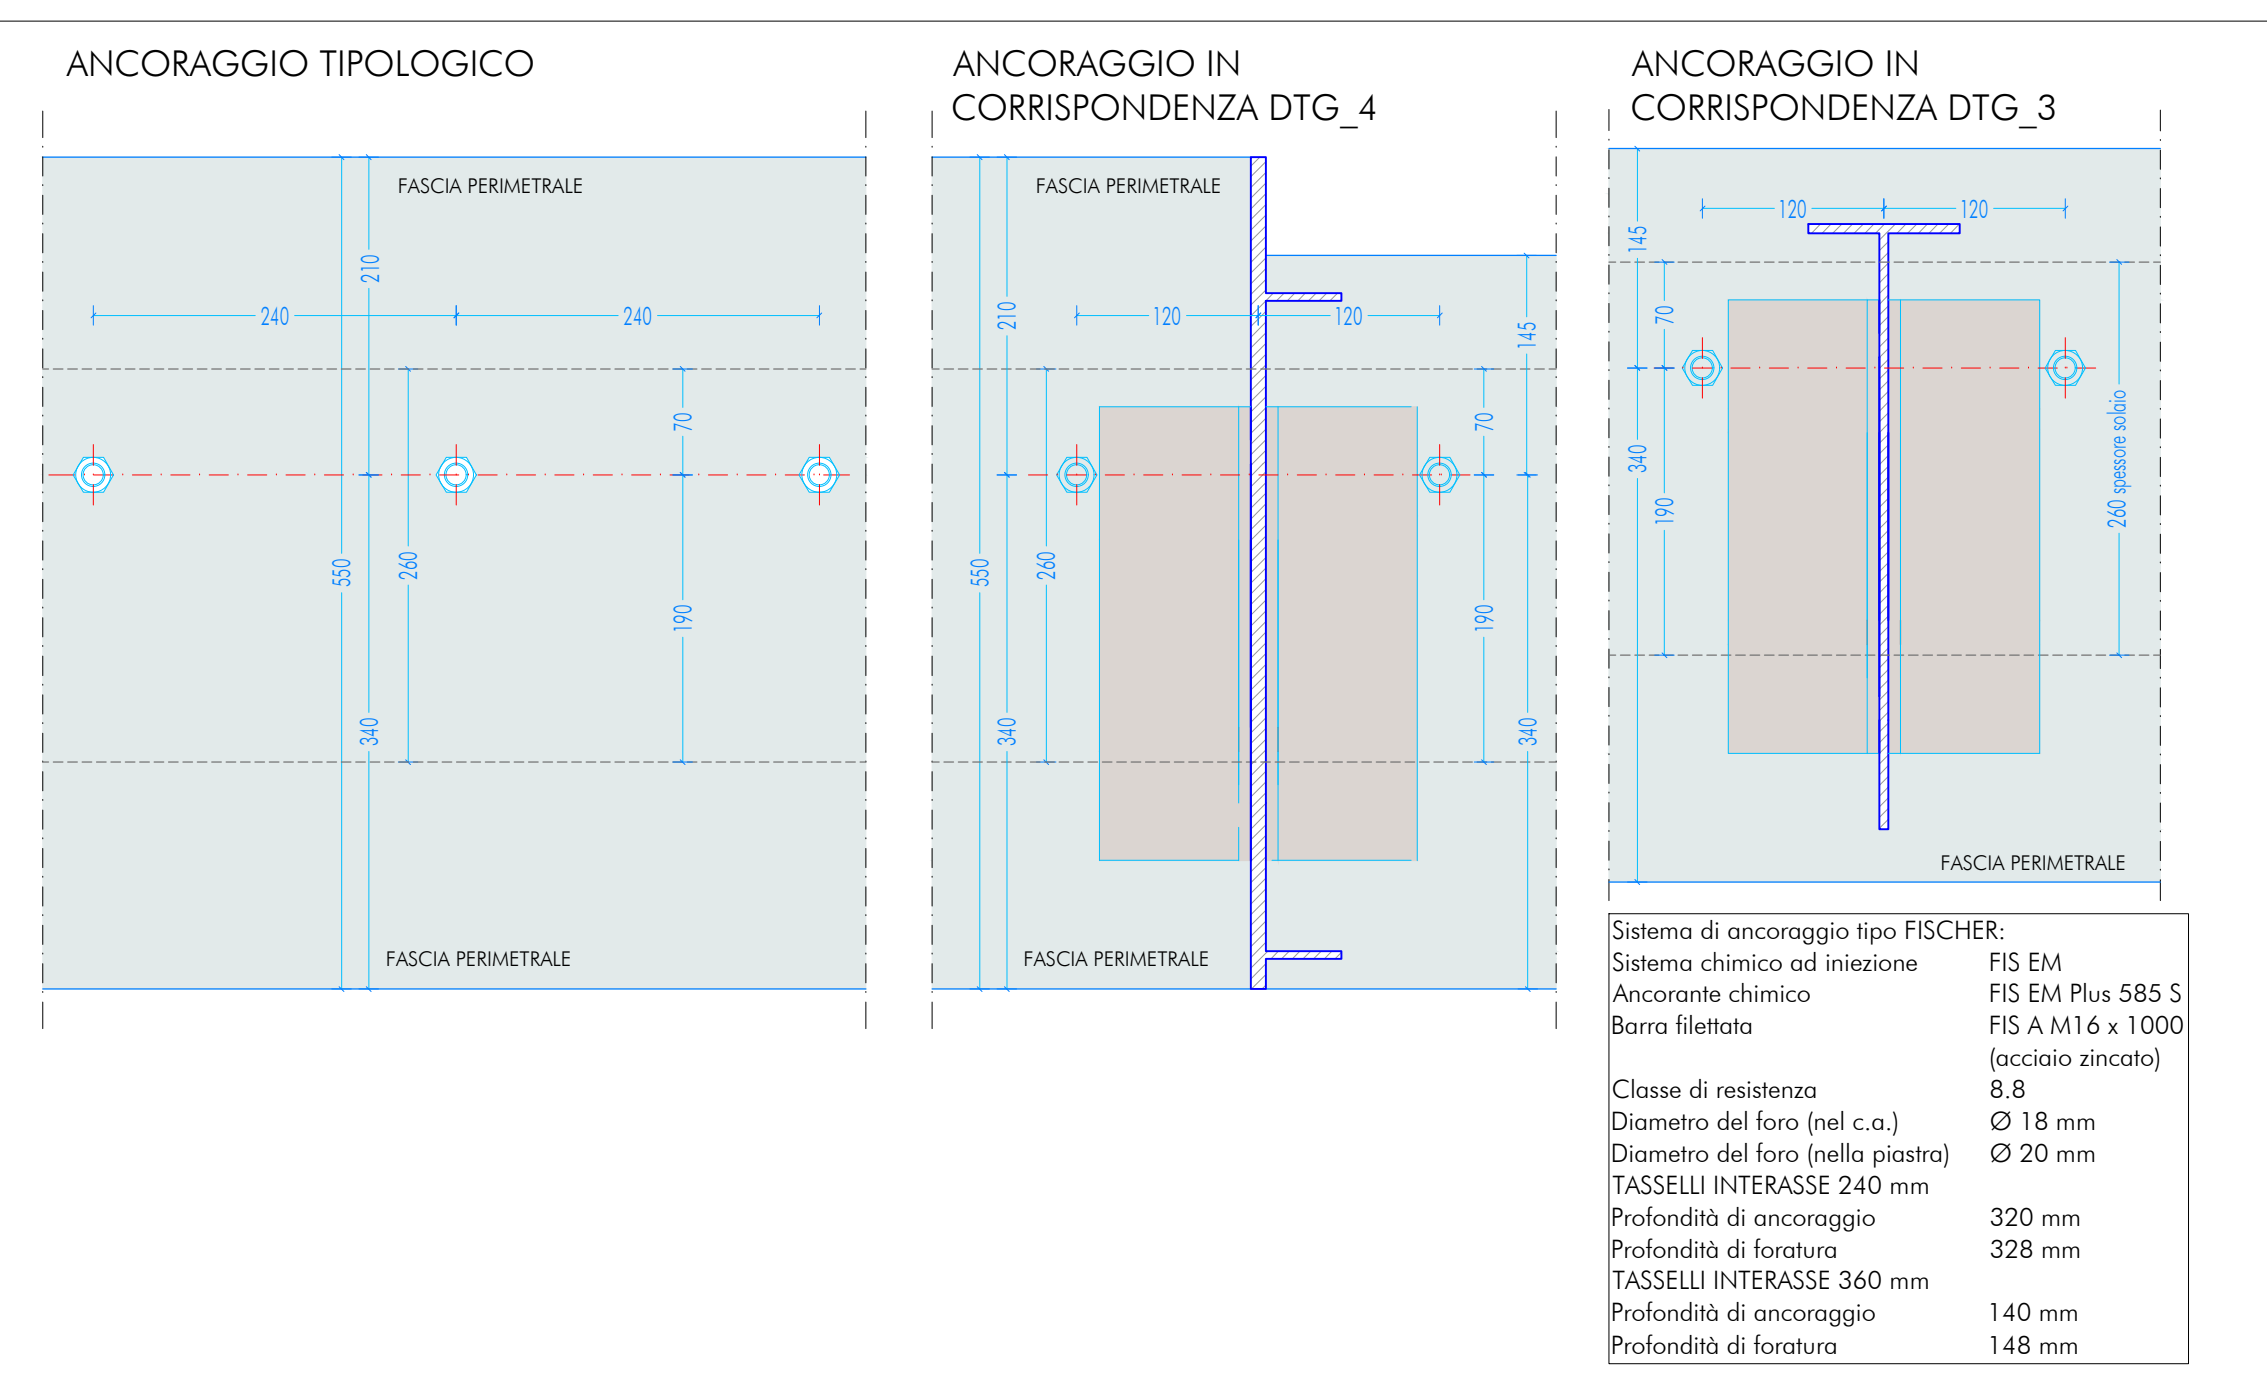 ANCORAGGIO TIPOLOGICO
FASCIA PERIMETRALE
210
240
240
70
550
260
190
340
FASCIA PERIMETRALE
ANCORAGGIO IN
CORRISPONDENZA DTG_4
FASCIA PERIMETRALE
210
120
120
145
70
550
260
190
340
340
FASCIA PERIMETRALE
ANCORAGGIO IN
CORRISPONDENZA DTG_3
120
120
145
70
340
190
260 spessore solaio
FASCIA PERIMETRALE
Sistema di ancoraggio tipo FISCHER:
Sistema chimico ad iniezione FIS EM
Ancorante chimico FIS EM Plus 585 S
Barra filettata FIS A M16 x 1000
(acciaio zincato)
Classe di resistenza 8.8
Diametro del foro (nel c.a.) Ø 18 mm
Diametro del foro (nella piastra) Ø 20 mm
TASSELLI INTERASSE 240 mm
Profondità di ancoraggio 320 mm
Profondità di foratura 328 mm
TASSELLI INTERASSE 360 mm
Profondità di ancoraggio 140 mm
Profondità di foratura 148 mm